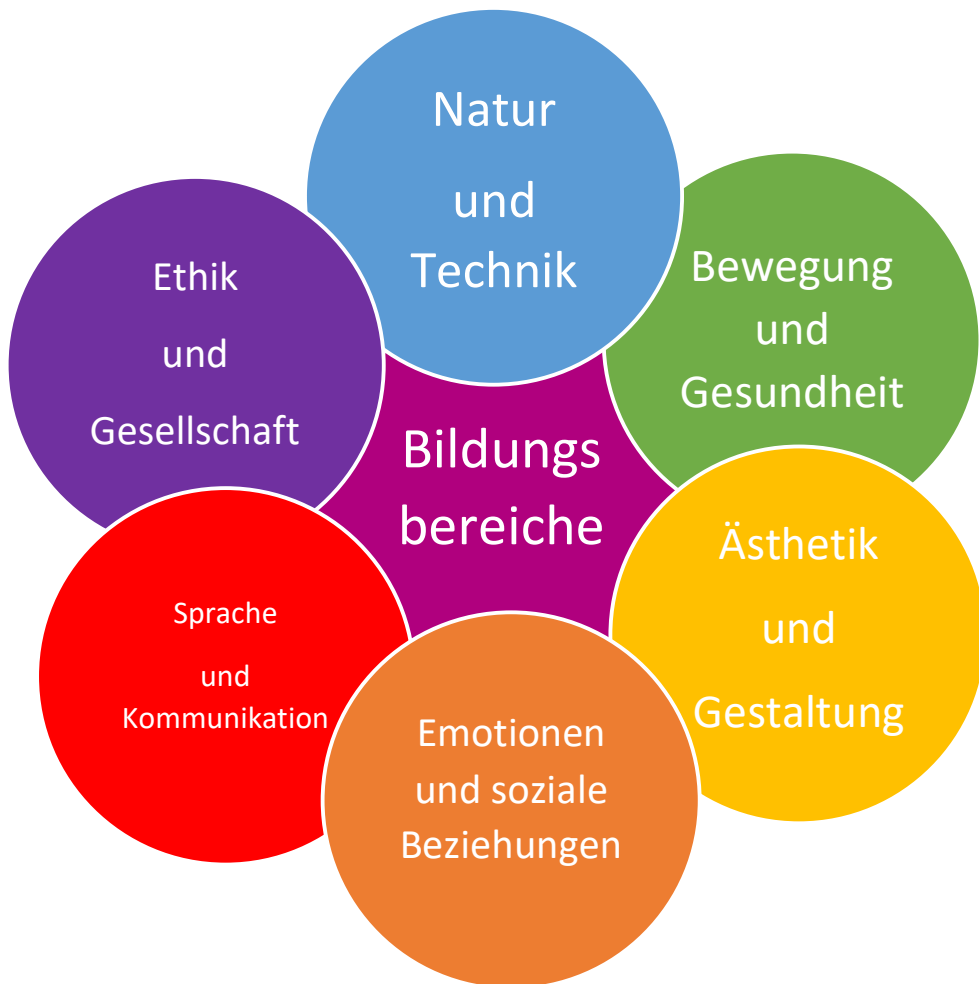 Natur
und
Technik
Bewegung
und
Gesundheit
Ästhetik
und
Gestaltung
Emotionen
und soziale
Beziehungen
Sprache
und
Kommunikation
Ethik
und
Gesellschaft
Bildungs
bereiche